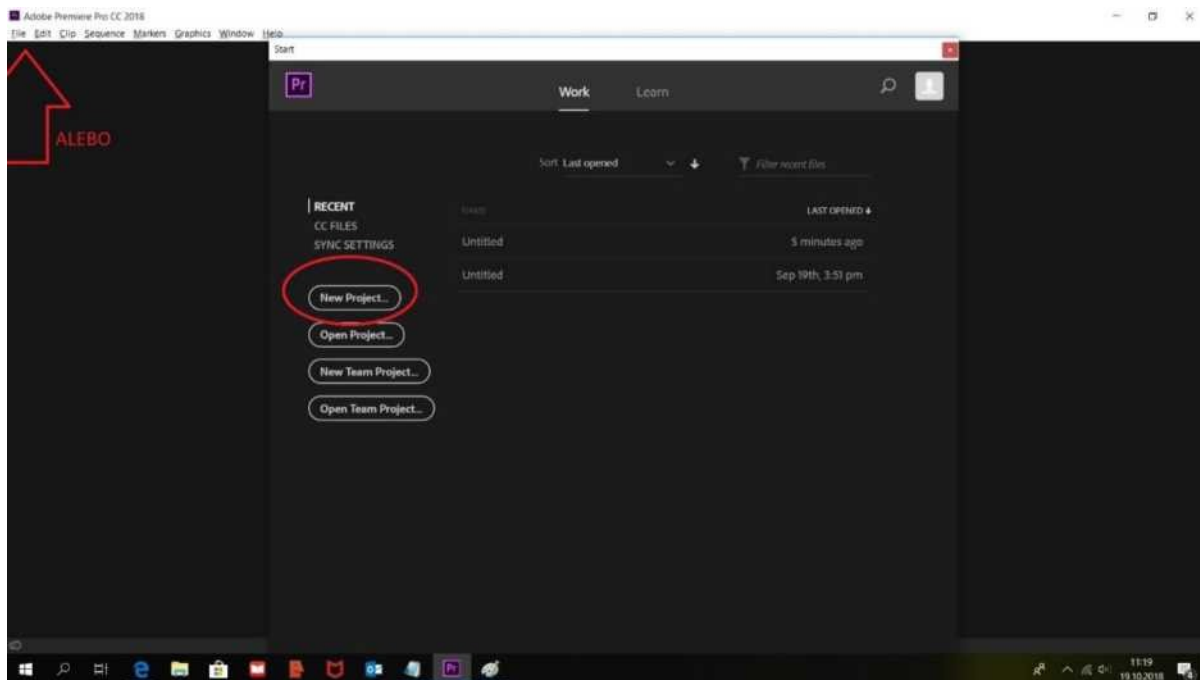 Adobe Premiere Pro CC 2018
File Edit Clip Sequence Markers Graphics Window Help
Start
Pr
Work Learn
ALEBO
Sort Last opened Filter recent files
RECENT
CC FILES
SYNC SETTINGS
NAME LAST OPENED
Untitled 5 minutes ago
Untitled Sep 19th, 3:51 pm
New Project...
Open Project...
New Team Project...
Open Team Project...
Pr
11:19
19.10.2018